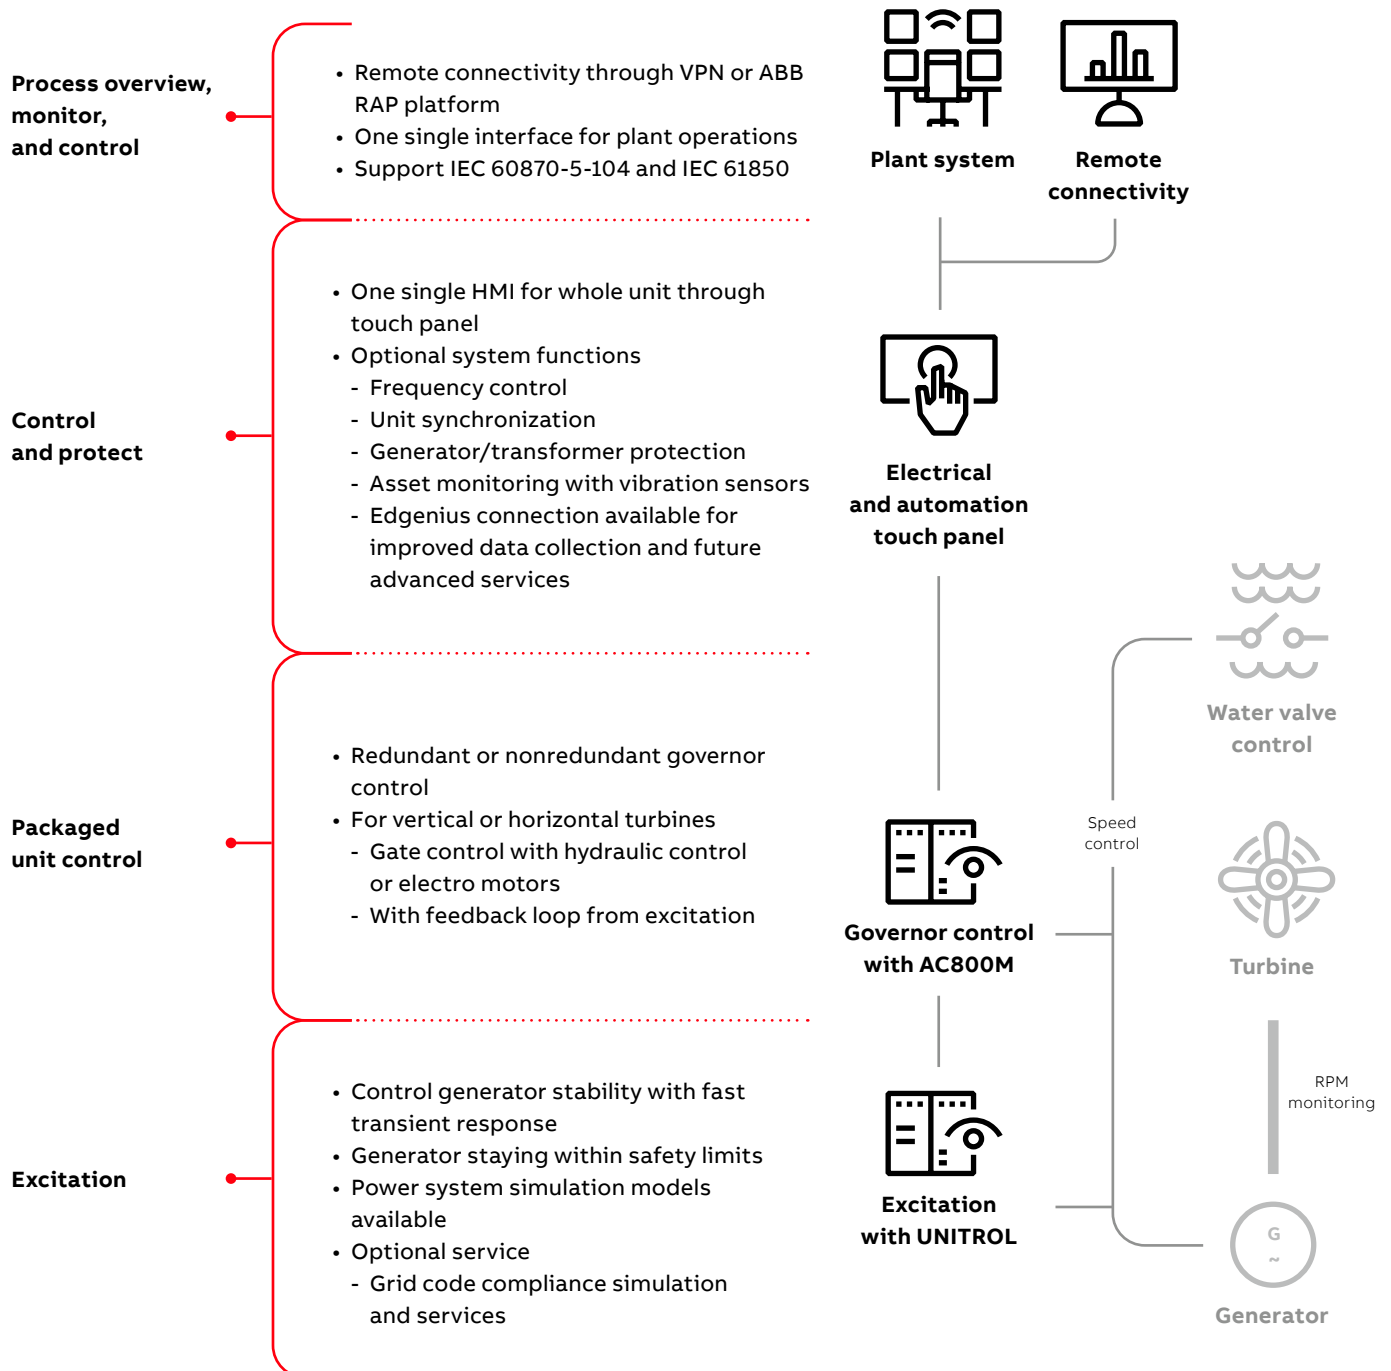 Process overview,
monitor,
and control
• Remote connectivity through VPN or ABB
RAP platform
• One single interface for plant operations
• Support IEC 60870-5-104 and IEC 61850
Plant system
Remote
connectivity
Control
and protect
• One single HMI for whole unit through
touch panel
• Optional system functions
- Frequency control
- Unit synchronization
- Generator/transformer protection
- Asset monitoring with vibration sensors
- Edgenius connection available for
improved data collection and future
advanced services
Electrical
and automation
touch panel
Water valve
control
Packaged
unit control
• Redundant or nonredundant governor
control
• For vertical or horizontal turbines
- Gate control with hydraulic control
or electro motors
- With feedback loop from excitation
Governor control
with AC800M
Speed
control
Turbine
RPM
monitoring
Excitation
• Control generator stability with fast
transient response
• Generator staying within safety limits
• Power system simulation models
available
• Optional service
- Grid code compliance simulation
and services
Excitation
with UNITROL
G
~
Generator